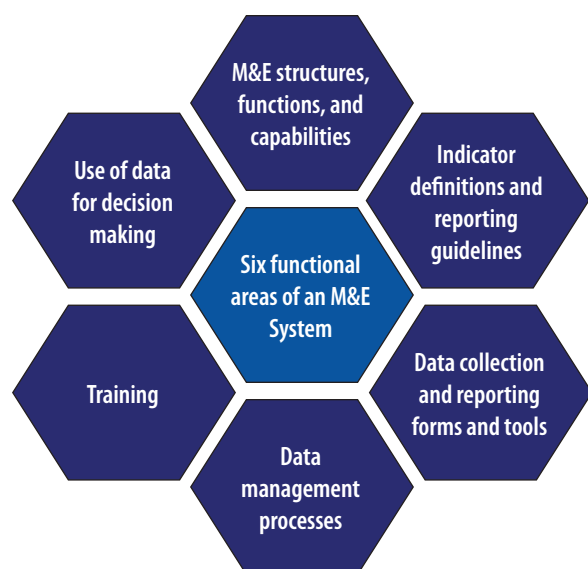 M&E structures,
functions, and
capabilities
Indicator
definitions and
reporting
guidelines
Data collection
and reporting
forms and tools
Data
management
processes
Training
Use of data
for decision
making
Six functional
areas of an M&E
System